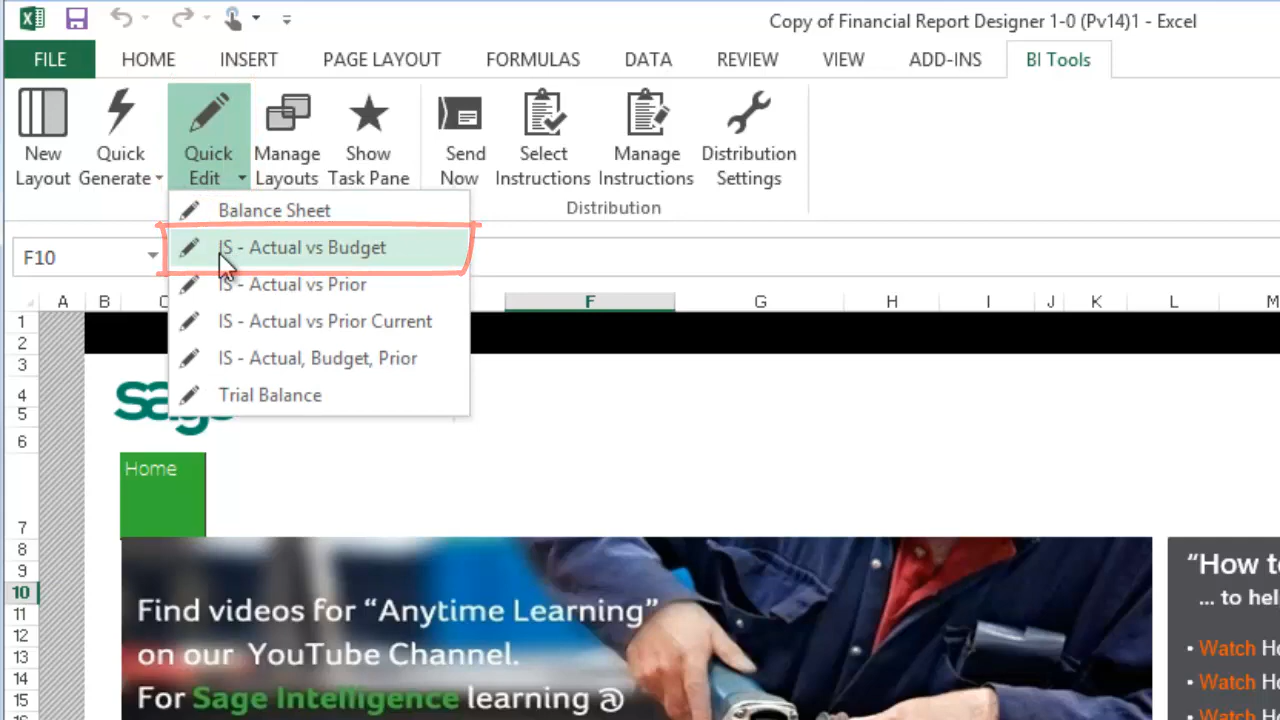 Copy of Financial Report Designer 1-0 (Pv14)1 - Excel
FILE HOME INSERT PAGE LAYOUT FORMULAS DATA REVIEW VIEW ADD-INS BI Tools
New Quick Quick Manage Show Send Select Manage Distribution
Layout Generate Edit Layouts Task Pane Now Instructions Instructions Settings
Distribution
Balance Sheet
IS - Actual vs Budget
IS - Actual vs Prior
IS - Actual vs Prior Current
IS - Actual, Budget, Prior
Trial Balance
F10
A B C F G H I J K L M
1
2
3
4
5
6
7
8
9
10
11
12
13
14
15
sage
Home
Find videos for “Anytime Learning”
on our YouTube Channel.
For Sage Intelligence learning @
“How to
... to hel
• Watch Ho
• Watch Ho